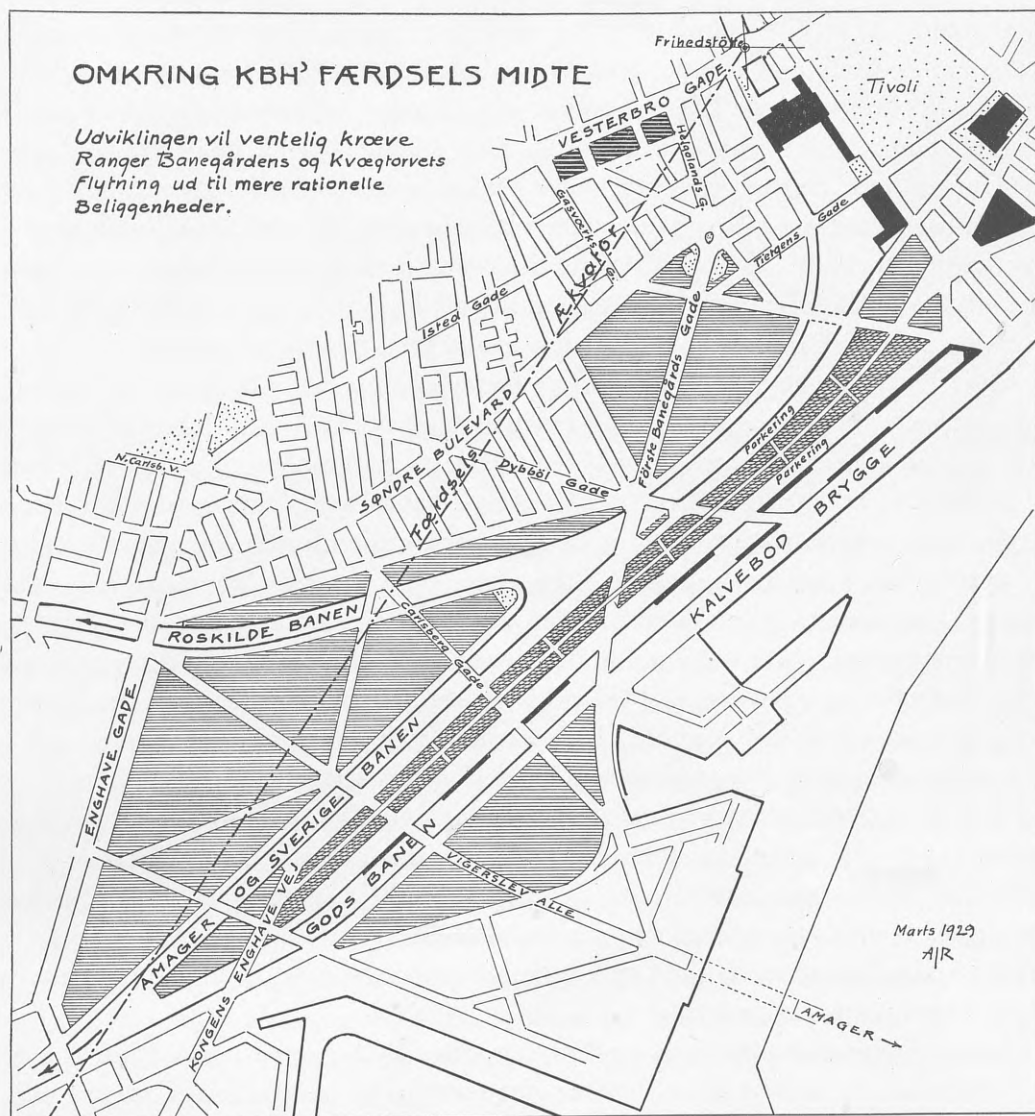 OMKRING KBH' FÆRDSELS MIDTE
Udviklingen vil ventelig kræve
Ranger Banegårdens og Kvægtorvets
Flytning ud til mere rationelle
Beliggenheder.
Frihedstötte
Tivoli
VESTERBRO GADE
Helgolands G.
Gasværks
Tietgens Gade
Isted Gade
Ækvator
Færdsels
SØNDRE BULEVARD
Dybböl Gade
Förste Banegårds Gade
Parkering
Parkering
KALVEBOD BRYGGE
N. Carlsb. V.
ROSKILDE BANEN
Carlsberg Gade
ENGHAVE GADE
AMAGER OG SVERIGE BANEN
KONGENS ENGHAVE VEJ
GODS BANEN
VIGERSLEV ALLE
Marts 1929
A|R
AMAGER